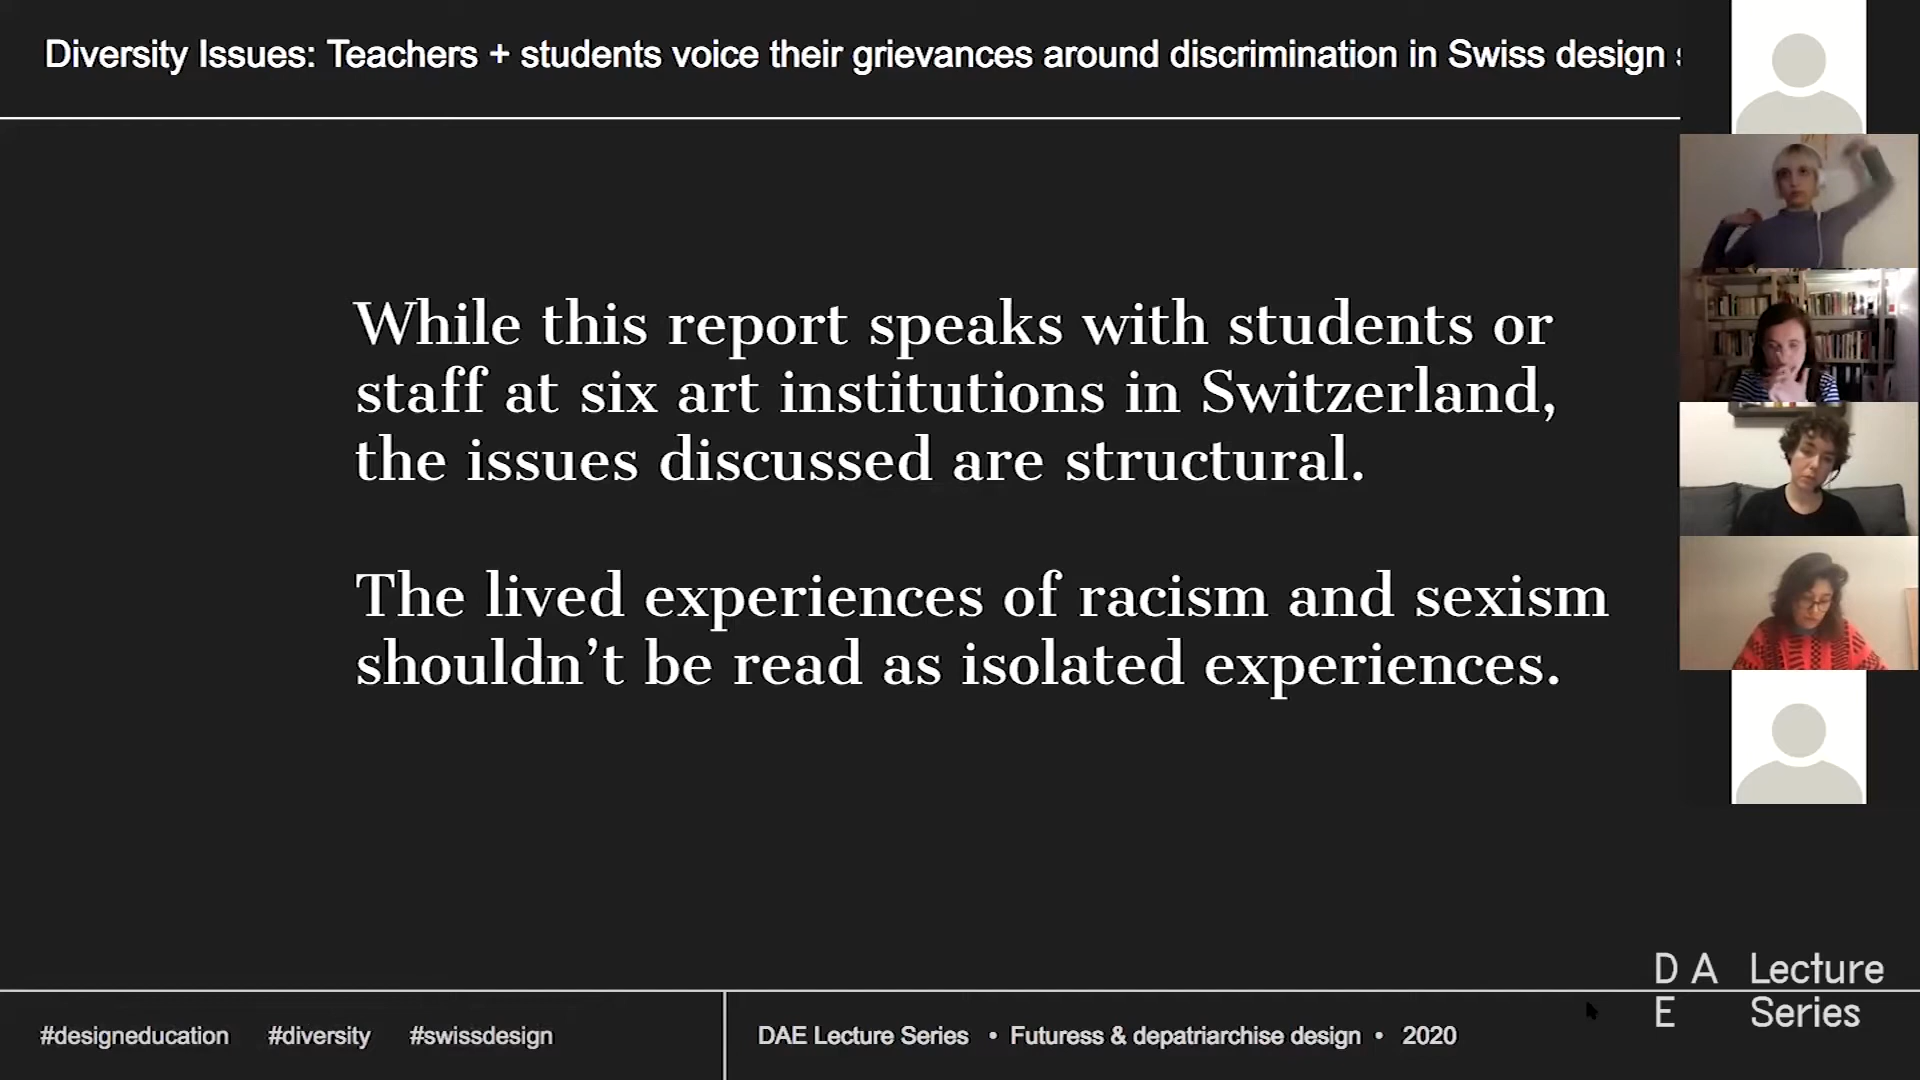 Diversity Issues: Teachers + students voice their grievances around discrimination in Swiss design
While this report speaks with students or
staff at six art institutions in Switzerland,
the issues discussed are structural.
The lived experiences of racism and sexism
shouldn’t be read as isolated experiences.
D A Lecture
E Series
#designeducation #diversity #swissdesign
DAE Lecture Series • Futuress & depatriarchise design • 2020